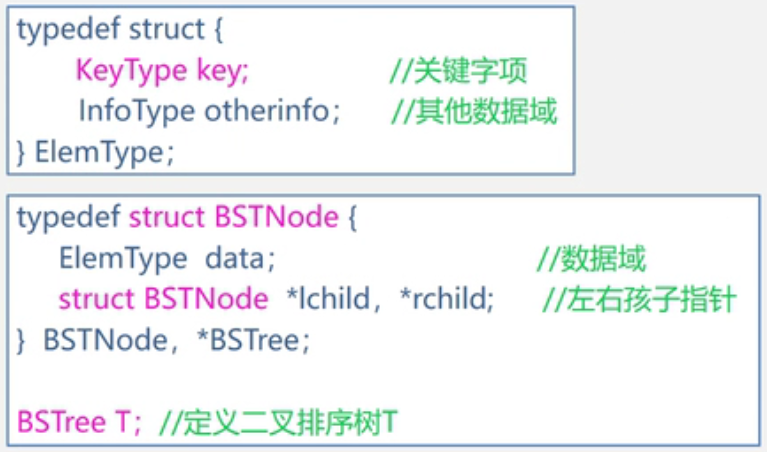 typedef struct {
KeyType key; //关键字项
InfoType otherinfo; //其他数据域
} ElemType;
typedef struct BSTNode {
ElemType data; //数据域
struct BSTNode *lchild，*rchild; //左右孩子指针
} BSTNode，*BSTree;
BSTree T；//定义二叉排序树T